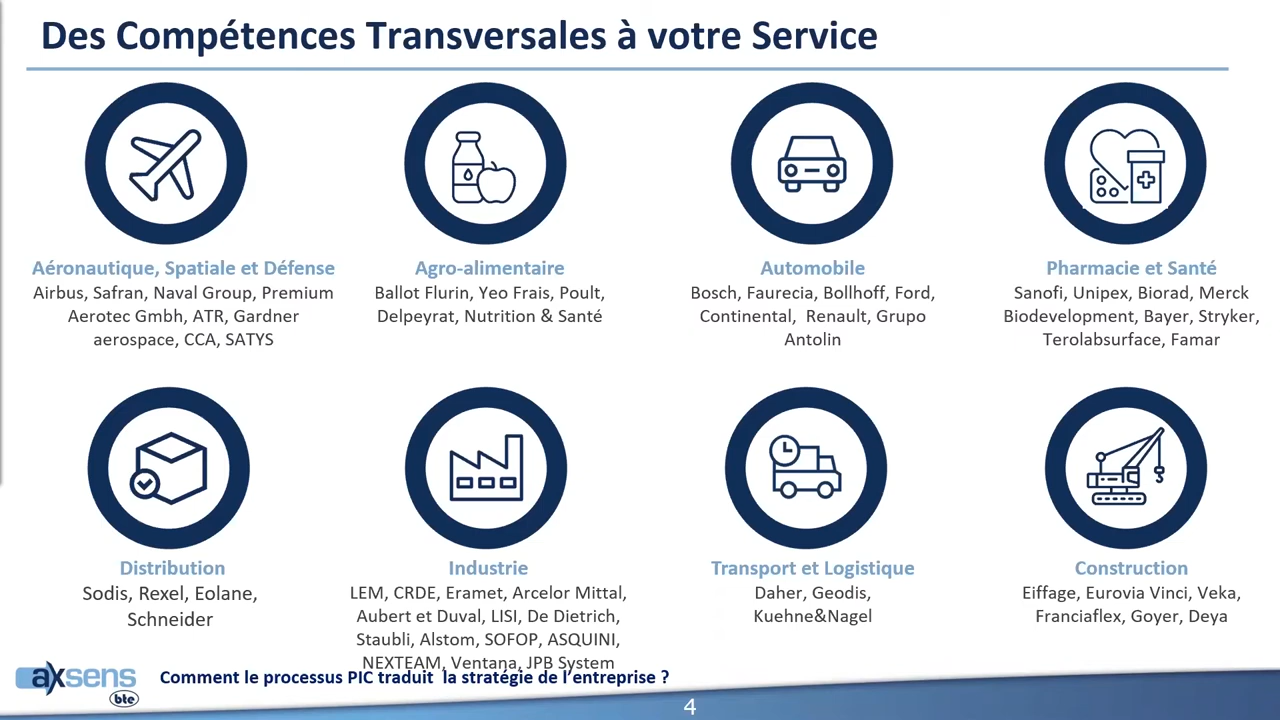 Des Compétences Transversales à votre Service
Aéronautique, Spatiale et Défense
Airbus, Safran, Naval Group, Premium
Aerotec Gmbh, ATR, Gardner
aerospace, CCA, SATYS
Agro-alimentaire
Ballot Flurin, Yeo Frais, Poult,
Delpeyrat, Nutrition & Santé
Automobile
Bosch, Faurecia, Bollhoff, Ford,
Continental, Renault, Grupo
Antolin
Pharmacie et Santé
Sanofi, Unipex, Biorad, Merck
Biodevelopment, Bayer, Stryker,
Terolabsurface, Famar
Distribution
Sodis, Rexel, Eolane,
Schneider
Industrie
LEM, CRDE, Eramet, Arcelor Mittal,
Aubert et Duval, LISI, De Dietrich,
Staubli, Alstom, SOFOP, ASQUINI,
NEXTEAM, Ventana, JPB System
Transport et Logistique
Daher, Geodis,
Kuehne&Nagel
Construction
Eiffage, Eurovia Vinci, Veka,
Franciaflex, Goyer, Deya
axsens
bte
Comment le processus PIC traduit la stratégie de l'entreprise ?
4